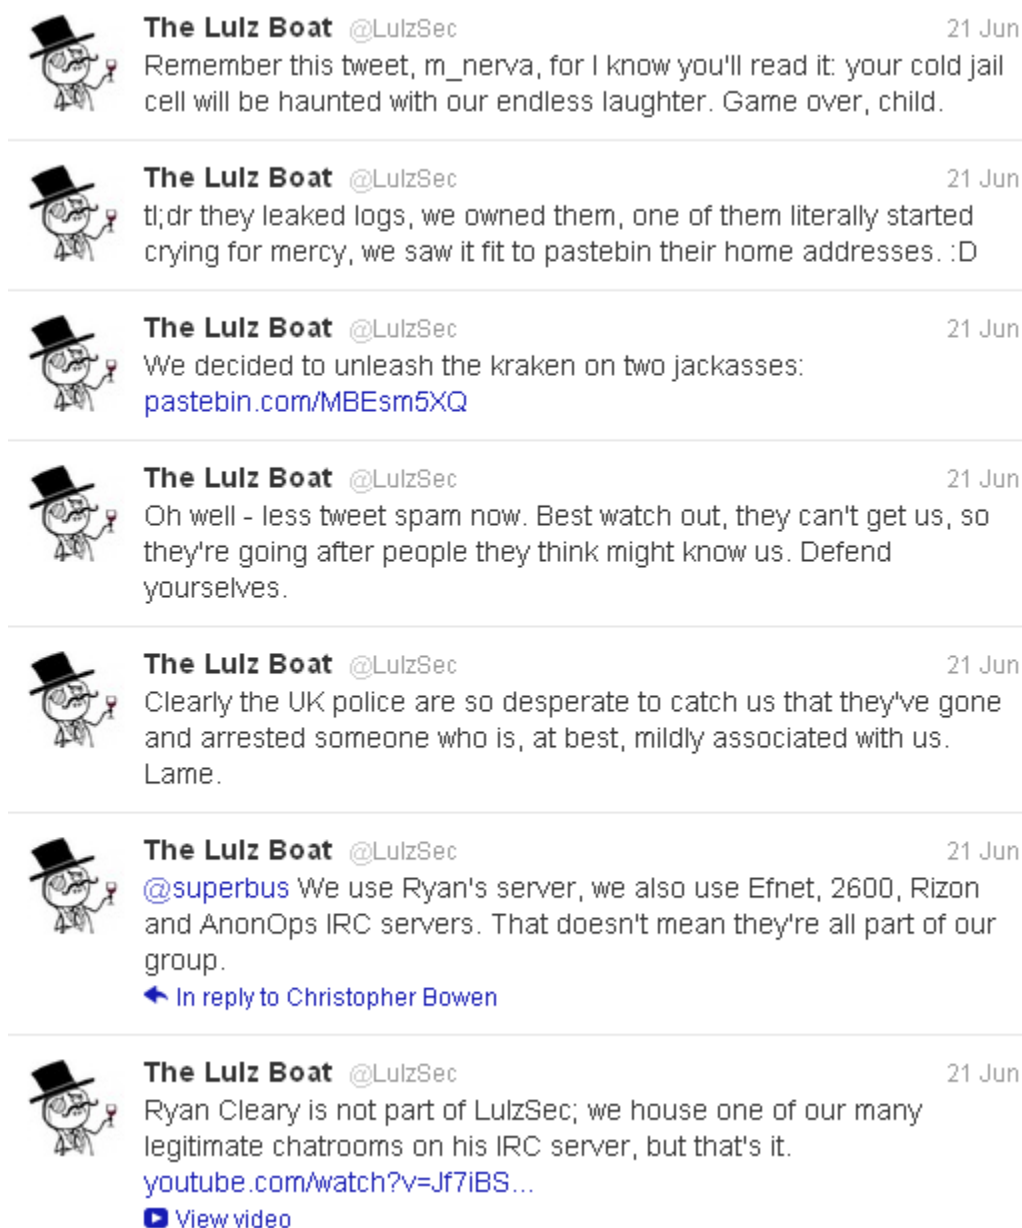 The Lulz Boat @LulzSec 21 Jun
Remember this tweet, m_nerva, for I know you'll read it: your cold jail
cell will be haunted with our endless laughter. Game over, child.
The Lulz Boat @LulzSec 21 Jun
tl;dr they leaked logs, we owned them, one of them literally started
crying for mercy, we saw it fit to pastebin their home addresses. :D
The Lulz Boat @LulzSec 21 Jun
We decided to unleash the kraken on two jackasses:
pastebin.com/MBEsm5XQ
The Lulz Boat @LulzSec 21 Jun
Oh well - less tweet spam now. Best watch out, they can't get us, so
they're going after people they think might know us. Defend
yourselves.
The Lulz Boat @LulzSec 21 Jun
Clearly the UK police are so desperate to catch us that they've gone
and arrested someone who is, at best, mildly associated with us.
Lame.
The Lulz Boat @LulzSec 21 Jun
@superbus We use Ryan's server, we also use Efnet, 2600, Rizon
and AnonOps IRC servers. That doesn't mean they're all part of our
group.
In reply to Christopher Bowen
The Lulz Boat @LulzSec 21 Jun
Ryan Cleary is not part of LulzSec; we house one of our many
legitimate chatrooms on his IRC server, but that's it.
youtube.com/watch?v=Jf7iBS...
View video